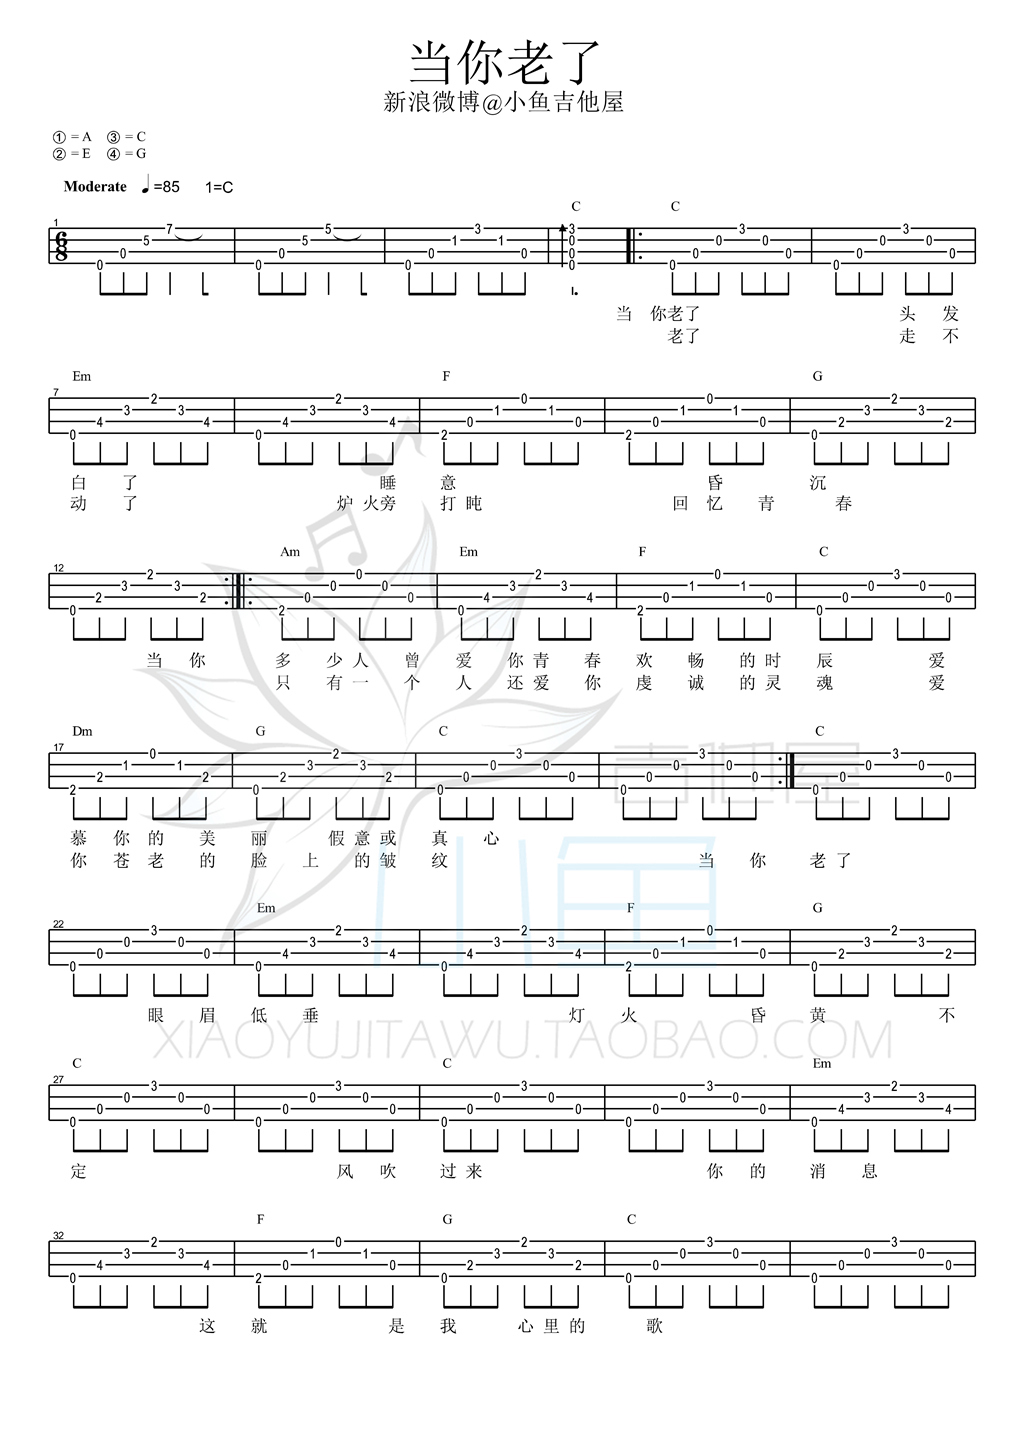 当你老了
新浪微博@小鱼吉他屋
① = A ③ = C
② = E ④ = G
Moderate ♩=85 1=C
C C
1
6 8 0 0 5 7 0 0 5 5 0 0 1 3 1 0 3 0 0 0 0 0 0 3 0 0 0 0 0 3 0 0
当 你老了 头 发
老了 走 不
Em F G
7
0 4 3 2 3 4 0 4 3 2 3 4 2 0 1 0 1 0 2 0 1 0 1 0 0 2 3 2 3 2
白 了 睡 意 昏 沉
动 了 炉 火旁 打 盹 回 忆 青 春
Am Em F C
12
0 2 3 2 3 2 2 0 0 0 0 0 0 4 3 2 3 4 2 0 1 0 1 0 0 0 0 3 0 0
当 你 多 少 人 曾 爱 你 青 春 欢 畅 的 时 辰 爱
只 有 一 个 人 还 爱 你 虔 诚 的 灵 魂 爱
Dm G C C
17
2 2 1 0 1 2 0 2 3 2 3 2 0 0 0 3 0 0 0 0 0 3 0 0 0 0 0 3 0 0
慕 你 的 美 丽 假 意 或 真 心
你 苍 老 的 脸 上 的 皱 纹 当 你 老 了
Em F G
22
0 0 0 3 0 0 0 4 3 2 3 4 0 4 3 2 3 4 2 0 1 0 1 0 0 2 3 2 3 2
眼 眉 低 垂 灯 火 昏 黄 不
C C Em
27
0 0 0 3 0 0 0 0 0 3 0 0 0 0 0 3 0 0 0 0 0 3 0 0 0 4 3 2 3 4
定 风 吹 过 来 你 的 消 息
F G C
32
0 4 3 2 3 4 2 0 1 0 1 0 0 2 3 2 3 2 0 0 0 3 0 0 0 0 0 3 0 0
这 就 是 我 心 里 的 歌
吉他屋
小鱼
XIAOYUJITAWU.TAOBAO.COM